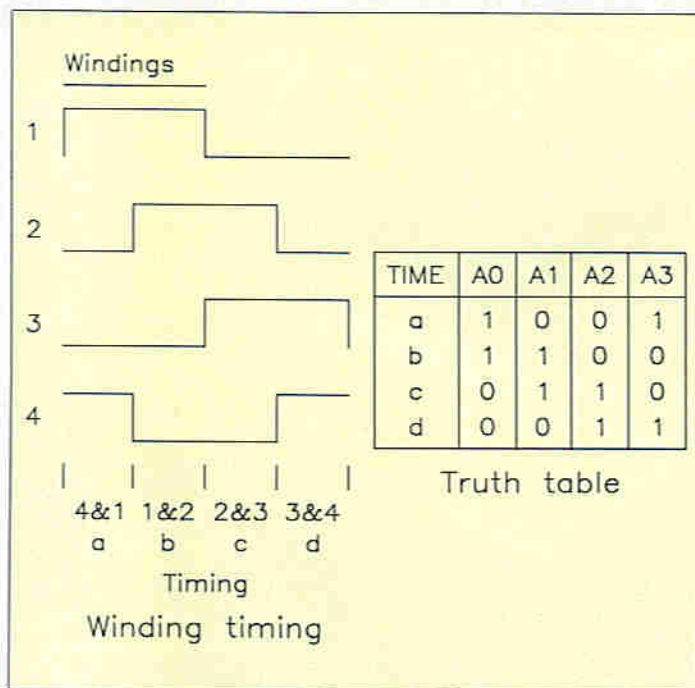 Windings
1
2
3
4
4&1 1&2 2&3 3&4
a b c d
Timing
Winding timing
TIME A0 A1 A2 A3
a 1 0 0 1
b 1 1 0 0
c 0 1 1 0
d 0 0 1 1
Truth table